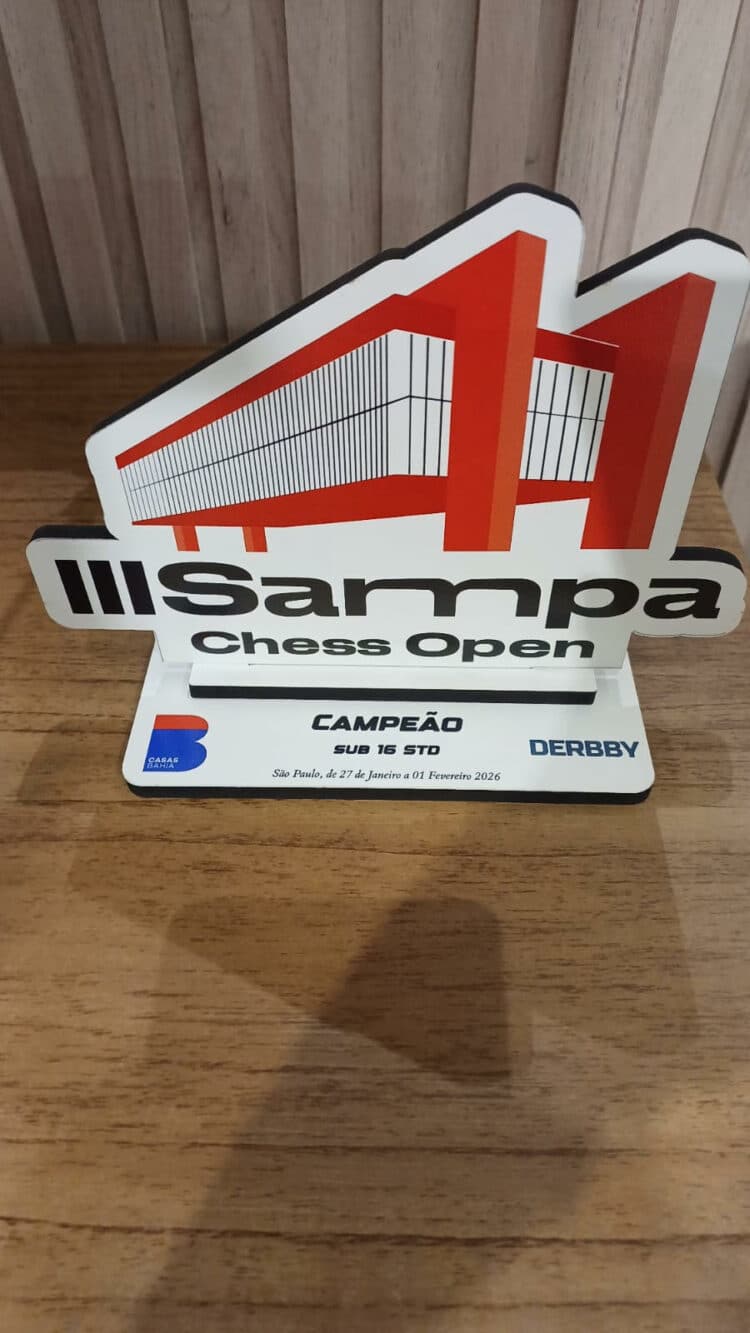 III Sampa
Chess Open
CAMPEÃO
SUB 16 STD
CASAS
BAHIA
DERBBY
São Paulo, de 27 de Janeiro a 01 Fevereiro 2026